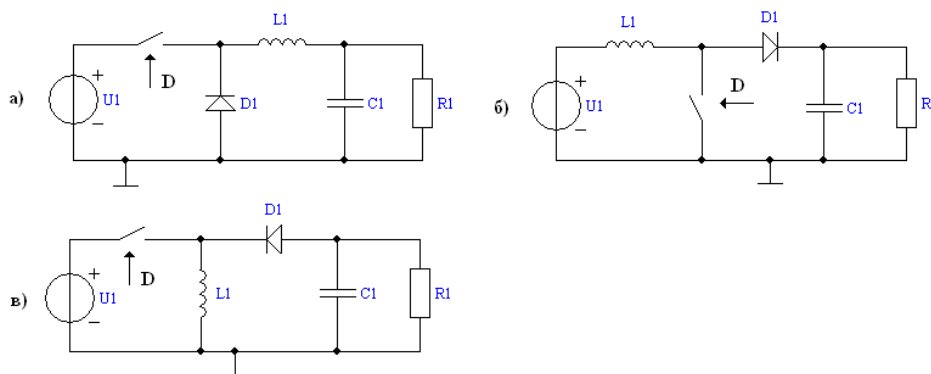 а)
U1
+
−
D
D1
L1
C1
R1
б)
U1
+
−
L1
D
D1
C1
R
в)
U1
+
−
D
L1
D1
C1
R1